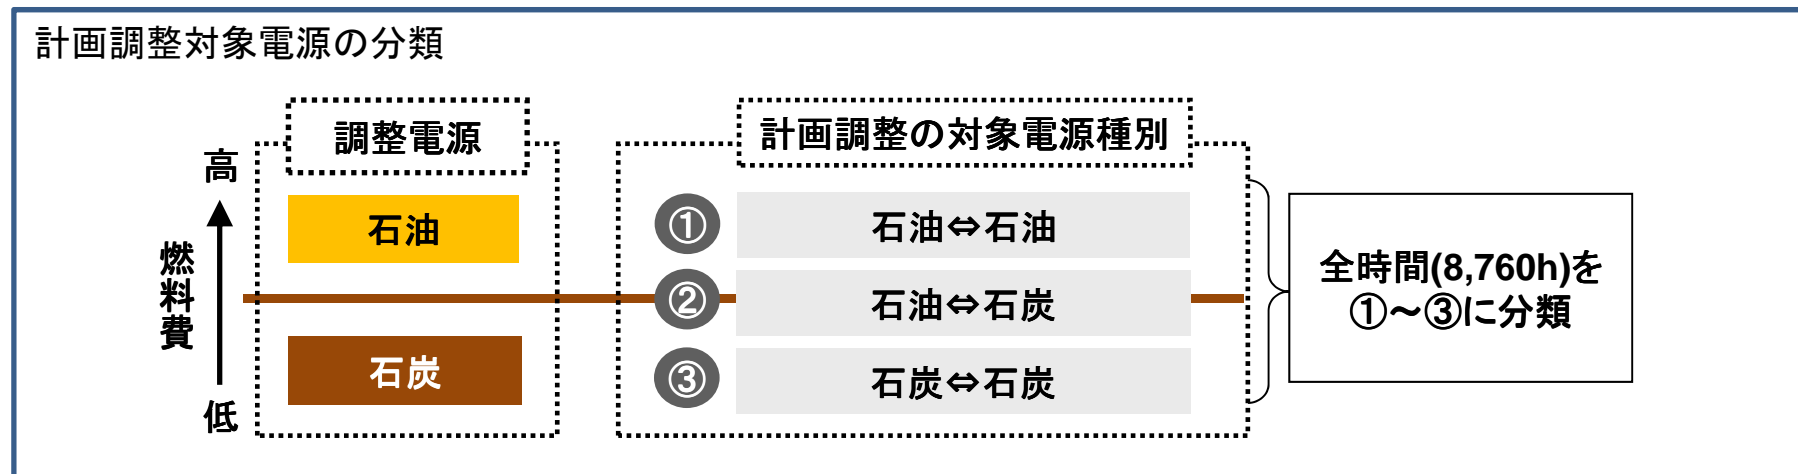 計画調整対象電源の分類
調整電源
計画調整の対象電源種別
高
燃料費
低
石油
石炭
① 石油⇔石油
② 石油⇔石炭
③ 石炭⇔石炭
全時間(8,760h)を
①～③に分類